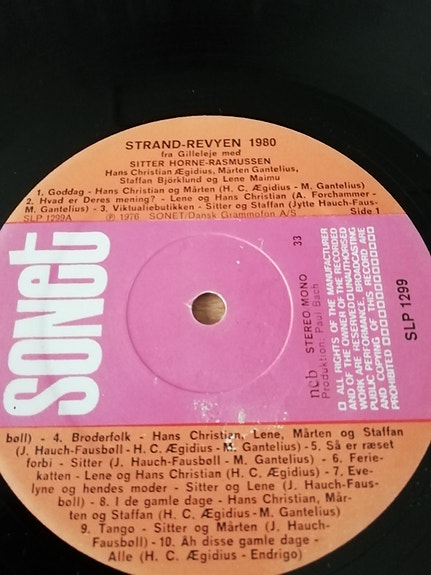 STRAND-REVYEN 1980
fra Gilleleje med
SITTER HORNE-RASMUSSEN
Hans Christian Ægidius, Mårten Gantelius,
Staffan Björklund og Lene Maimu
1. Goddag - Hans Christian og Mårten (H. C. Ægidius - M. Gantelius)
2. Hvad er Deres mening? - Lene og Hans Christian (A. Forchammer -
M. Gantelius) - 3. Viktualiebutikken - Sitter og Staffan (Jytte Hauch-Faus-
SLP 1299A ℗ 1976 SONET/Dansk Grammofon A/S Side 1
sonet
ncb STEREO MONO 33
Produktion: Paul Bach
ALL RIGHTS OF THE MANUFACTURER
AND OF THE OWNER OF THE RECORDED
WORK ARE RESERVED UNAUTHORISED
PUBLIC PERFORMANCE, BROADCASTING
AND COPYING OF THIS RECORD ARE
PROHIBITED
SLP 1299
bøll) - 4. Broderfolk - Hans Christian, Lene, Mårten og Staffan
(J. Hauch-Fausbøll - H. C. Ægidius - M. Gantelius) - 5. Så er ræset
forbi - Sitter (J. Hauch-Fausbøll - M. Gantelius) - 6. Ferie-
katten - Lene og Hans Christian (H. C. Ægidius) - 7. Eve-
lyne og hendes moder - Sitter og Lene (J. Hauch-Faus-
bøll) - 8. I de gamle dage - Hans Christian, Mår-
ten og Staffan (H. C. Ægidius - M. Gantelius)
9. Tango - Sitter og Mårten (J. Hauch-
Fausbøll) - 10. Åh disse gamle dage -
Alle (H. C. Ægidius - Endrigo)